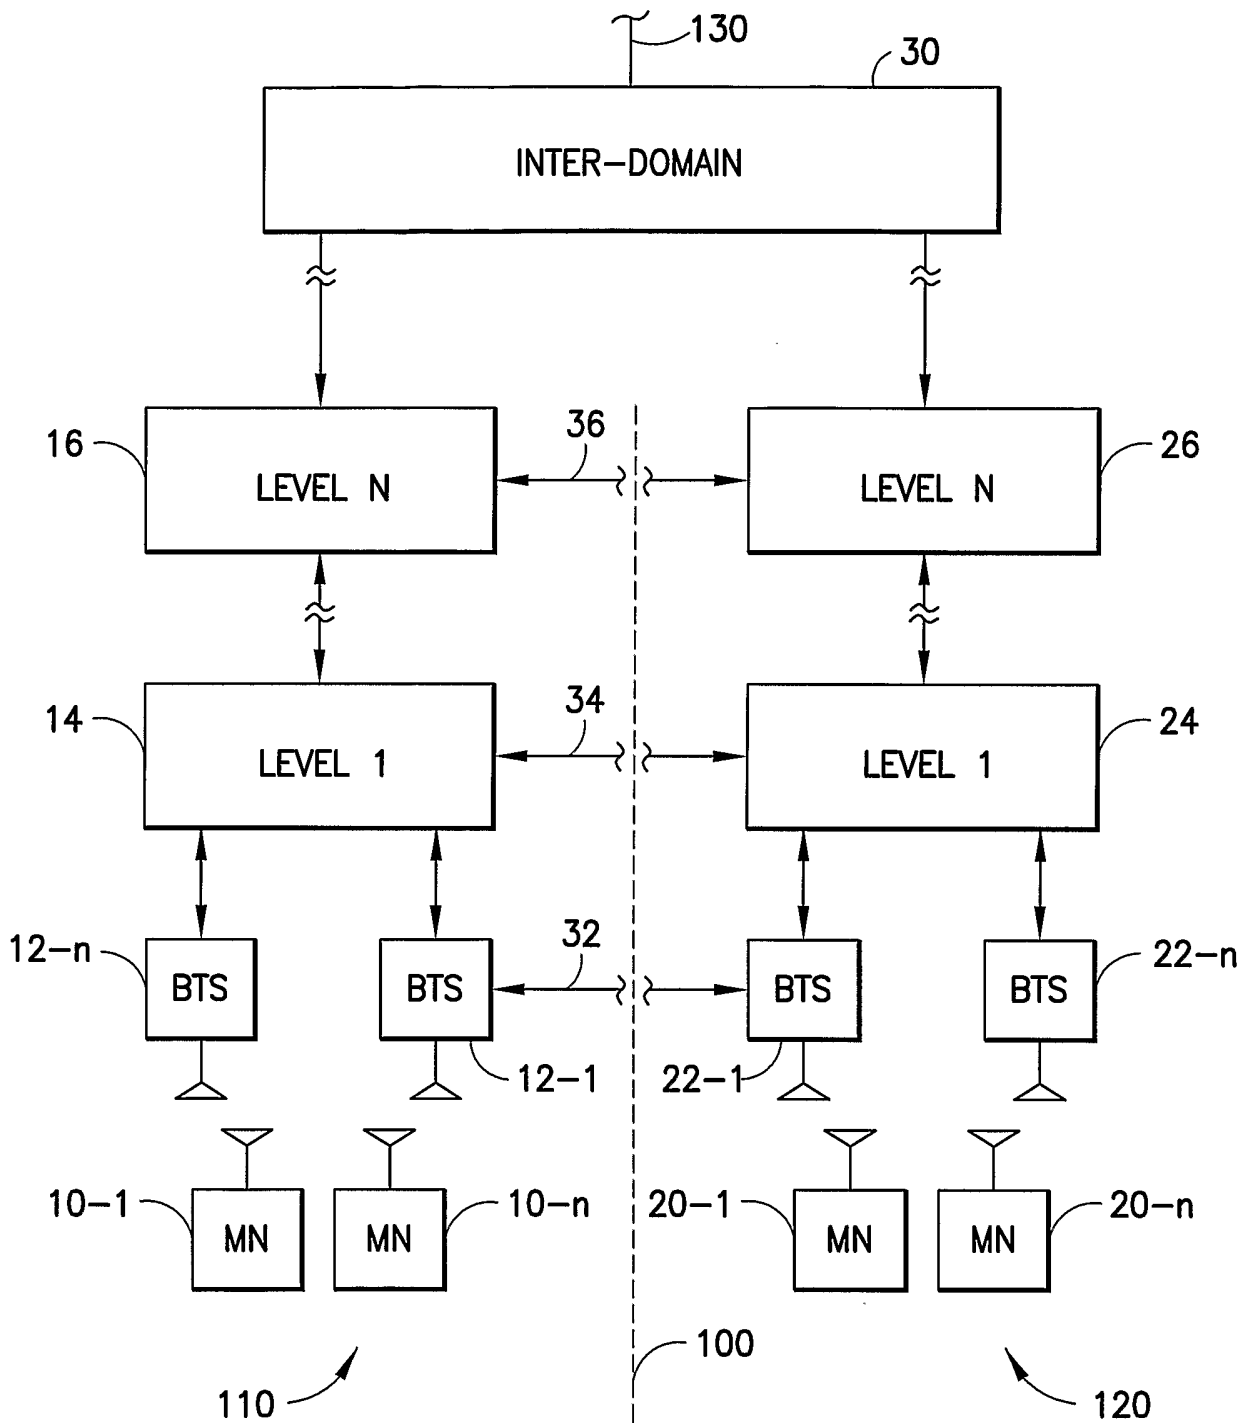 130
30
INTER-DOMAIN
16
36
26
LEVEL N
LEVEL N
14
34
24
LEVEL 1
LEVEL 1
12-n
32
22-n
BTS
BTS
BTS
BTS
12-1
22-1
10-1
10-n
20-1
20-n
MN
MN
MN
MN
100
110
120